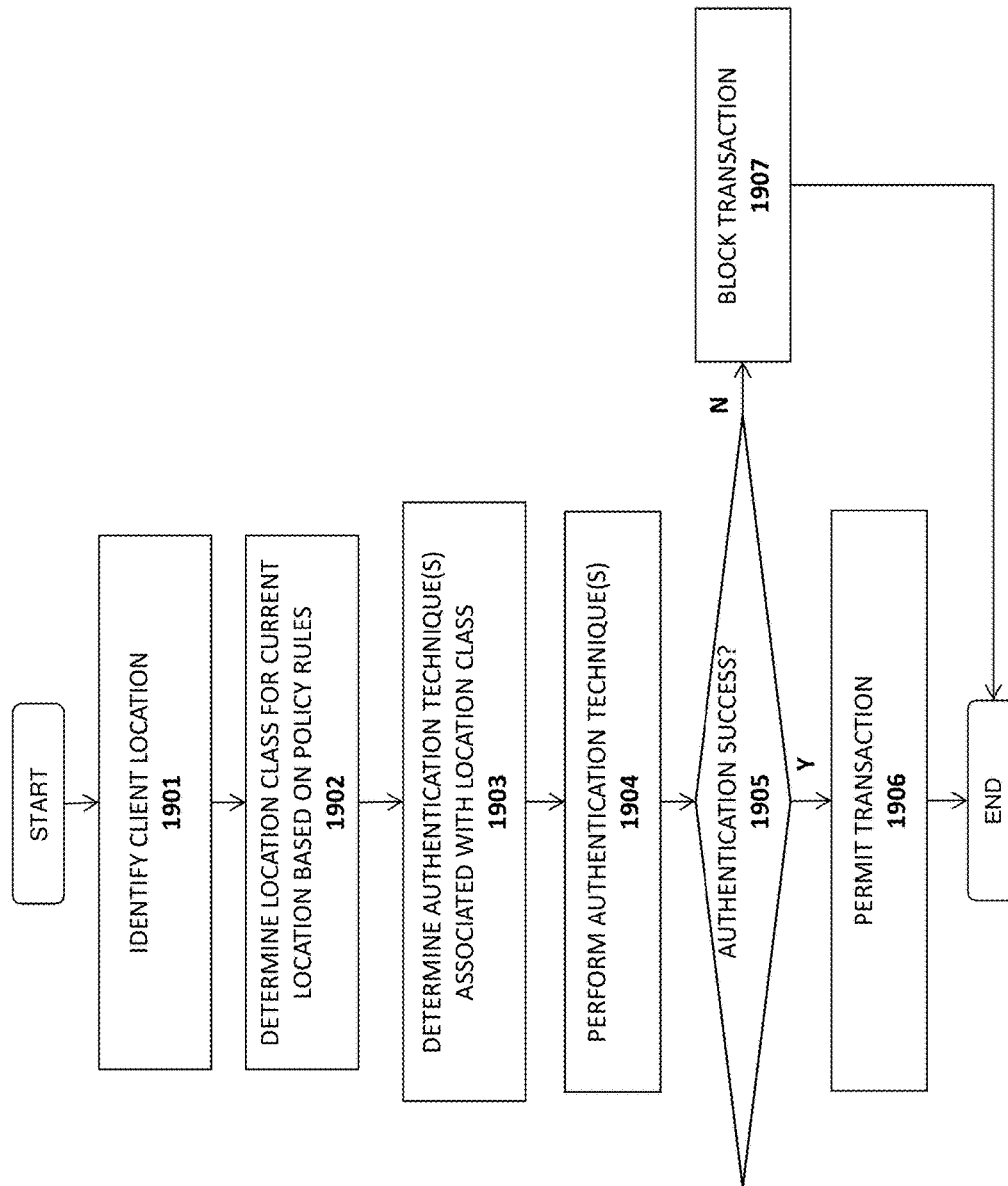 START
IDENTIFY CLIENT LOCATION
1901
DETERMINE LOCATION CLASS FOR CURRENT
LOCATION BASED ON POLICY RULES
1902
DETERMINE AUTHENTICATION TECHNIQUE(S)
ASSOCIATED WITH LOCATION CLASS
1903
PERFORM AUTHENTICATION TECHNIQUE(S)
1904
AUTHENTICATION SUCCESS?
1905
N
BLOCK TRANSACTION
1907
Y
PERMIT TRANSACTION
1906
END